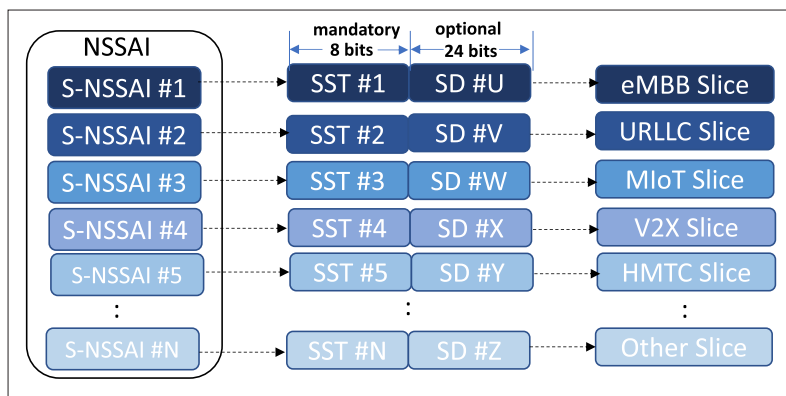 NSSAI
mandatory
8 bits
optional
24 bits
S-NSSAI #1
SST #1
SD #U
eMBB Slice
S-NSSAI #2
SST #2
SD #V
URLLC Slice
S-NSSAI #3
SST #3
SD #W
MIoT Slice
S-NSSAI #4
SST #4
SD #X
V2X Slice
S-NSSAI #5
SST #5
SD #Y
HMTC Slice
:
:
:
S-NSSAI #N
SST #N
SD #Z
Other Slice